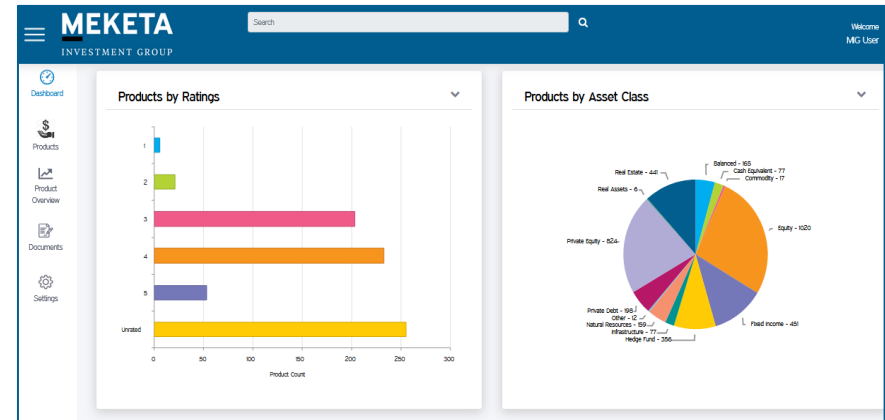 MEKETA
INVESTMENT GROUP
Search
Welcome
MIG User
Dashboard
Products
Product
Overview
Documents
Settings
Products by Ratings
1
2
3
4
5
Unrated
0 50 100 150 200 250 300
Product Count
Products by Asset Class
Balanced - 165
Cash Equivalent - 77
Commodity - 17
Equity - 1020
Fixed Income - 451
Hedge Fund - 356
Infrastructure - 77
Natural Resources - 159
Other - 12
Private Debt - 198
Private Equity - 824
Real Assets - 6
Real Estate - 441